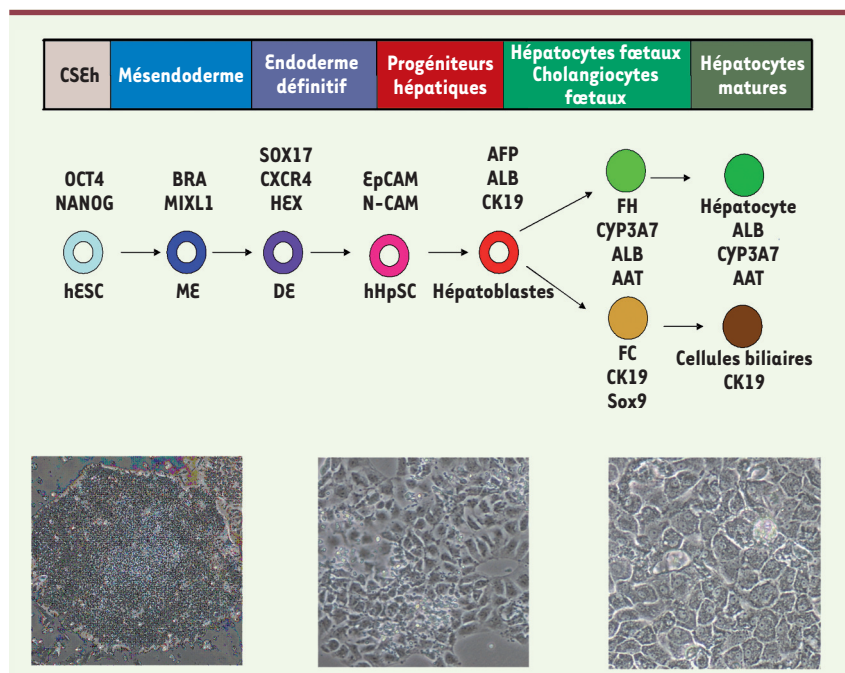 CSEh
Mésendoderme
Endoderme
définitif
Progéniteurs
hépatiques
Hépatocytes fœtaux
Cholangiocytes
fœtaux
Hépatocytes
matures
OCT4
NANOG
hESC
BRA
MIXL1
ME
SOX17
CXCR4
HEX
DE
EpCAM
N-CAM
hHpSC
AFP
ALB
CK19
Hépatoblastes
FH
CYP3A7
ALB
AAT
Hépatocyte
ALB
CYP3A7
AAT
FC
CK19
Sox9
Cellules biliaires
CK19